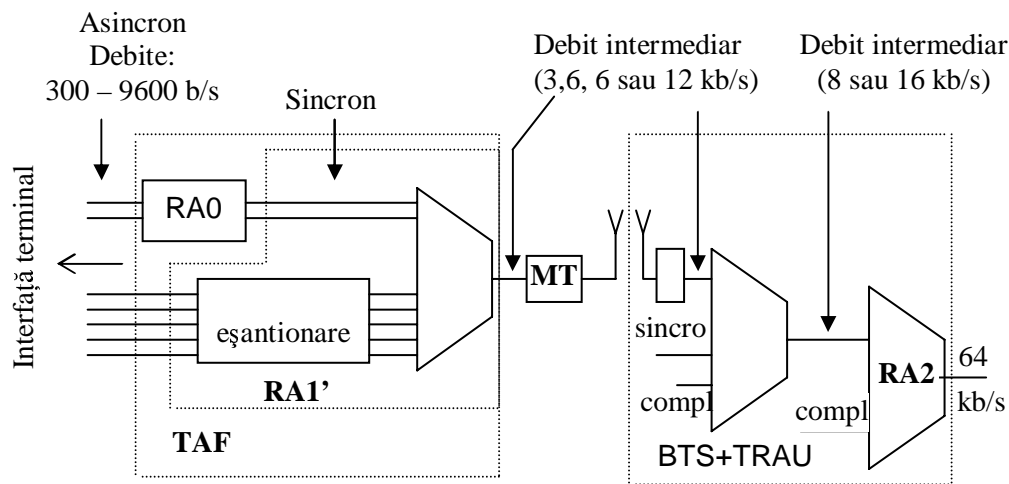 Asincron
Debite:
300 – 9600 b/s
Sincron
Debit intermediar
(3,6, 6 sau 12 kb/s)
Debit intermediar
(8 sau 16 kb/s)
Interfaţă terminal
RA0
eşantionare
RA1’
TAF
MT
sincro
compl
compl
RA2
64
kb/s
BTS+TRAU